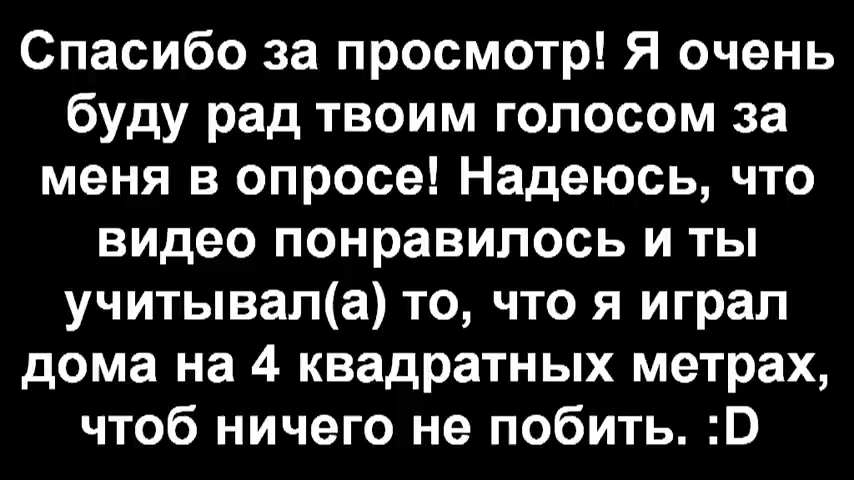 Спасибо за просмотр! Я очень
буду рад твоим голосом за
меня в опросе! Надеюсь, что
видео понравилось и ты
учитывал(а) то, что я играл
дома на 4 квадратных метрах,
чтоб ничего не побить. :D